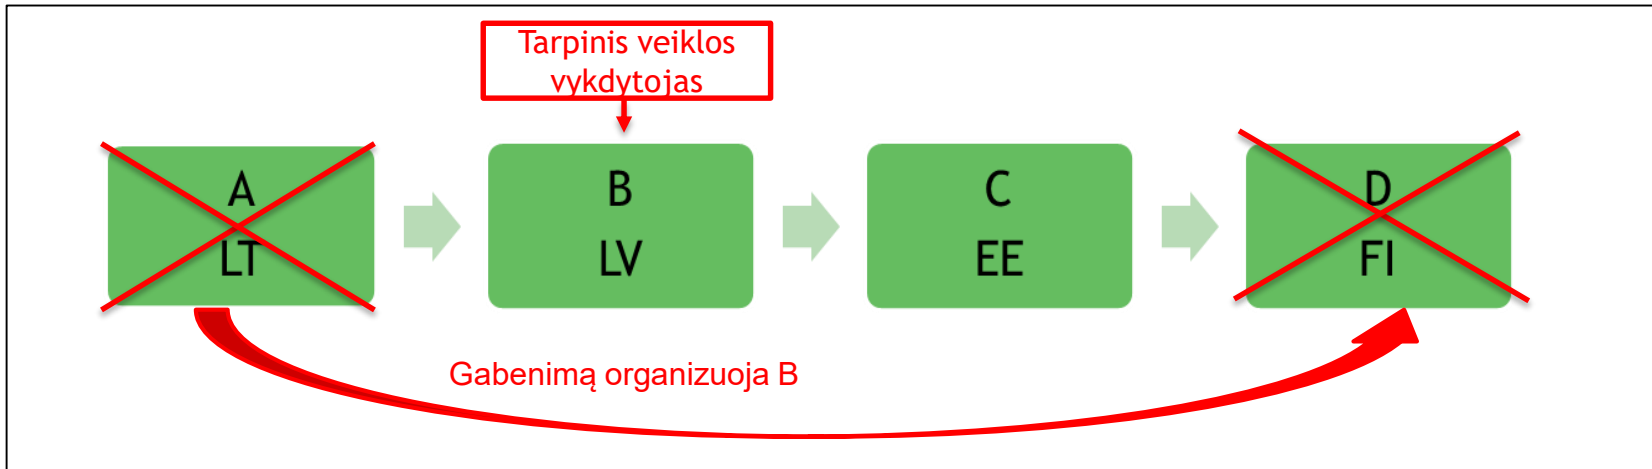 Tarpinis veiklos
vykdytojas
A
LT
B
LV
C
EE
D
FI
Gabenimą organizuoja B